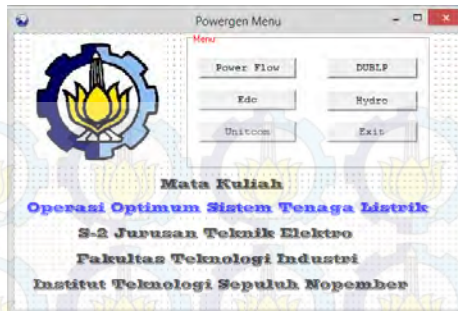 Powergen Menu
Menu
Power Flow
DUBLP
Edc
Hydro
Unitcom
Exit
Mata Kuliah
Operasi Optimum Sistem Tenaga Listrik
S-2 Jurusan Teknik Elektro
Fakultas Teknologi Industri
Institut Teknologi Sepuluh Nopember